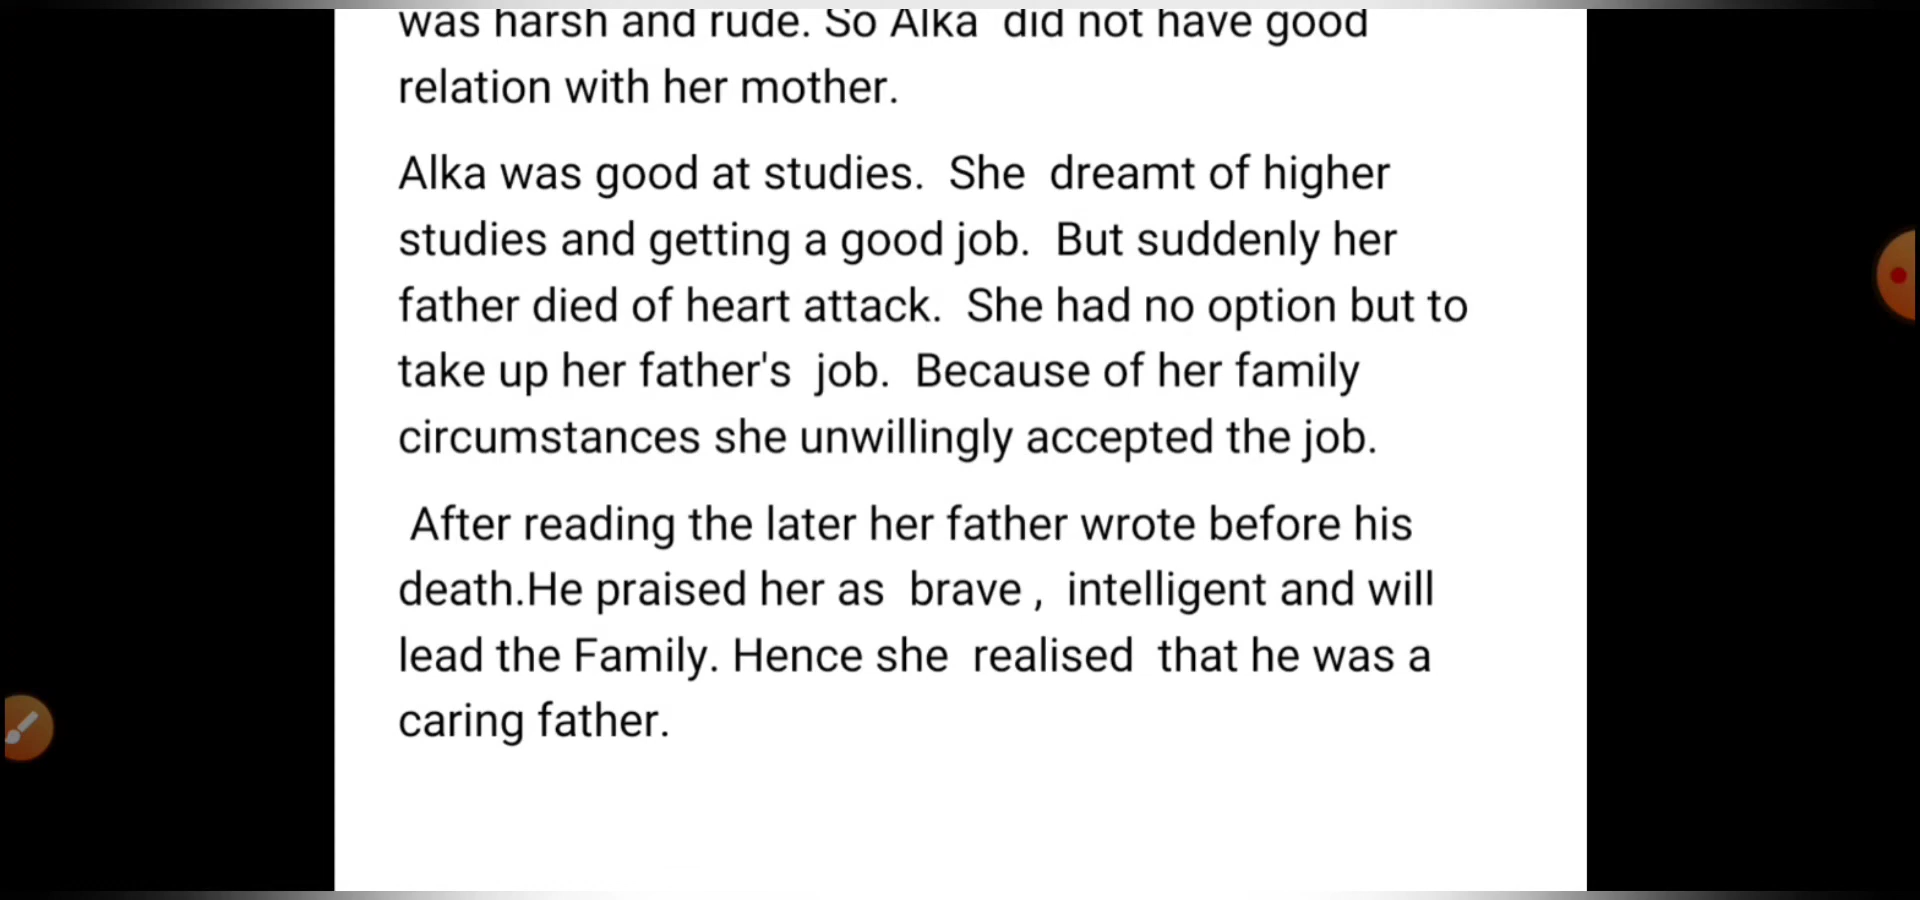 was harsh and rude. So Alka did not have good
relation with her mother.
Alka was good at studies. She dreamt of higher
studies and getting a good job. But suddenly her
father died of heart attack. She had no option but to
take up her father's job. Because of her family
circumstances she unwillingly accepted the job.
After reading the later her father wrote before his
death.He praised her as brave , intelligent and will
lead the Family. Hence she realised that he was a
caring father.